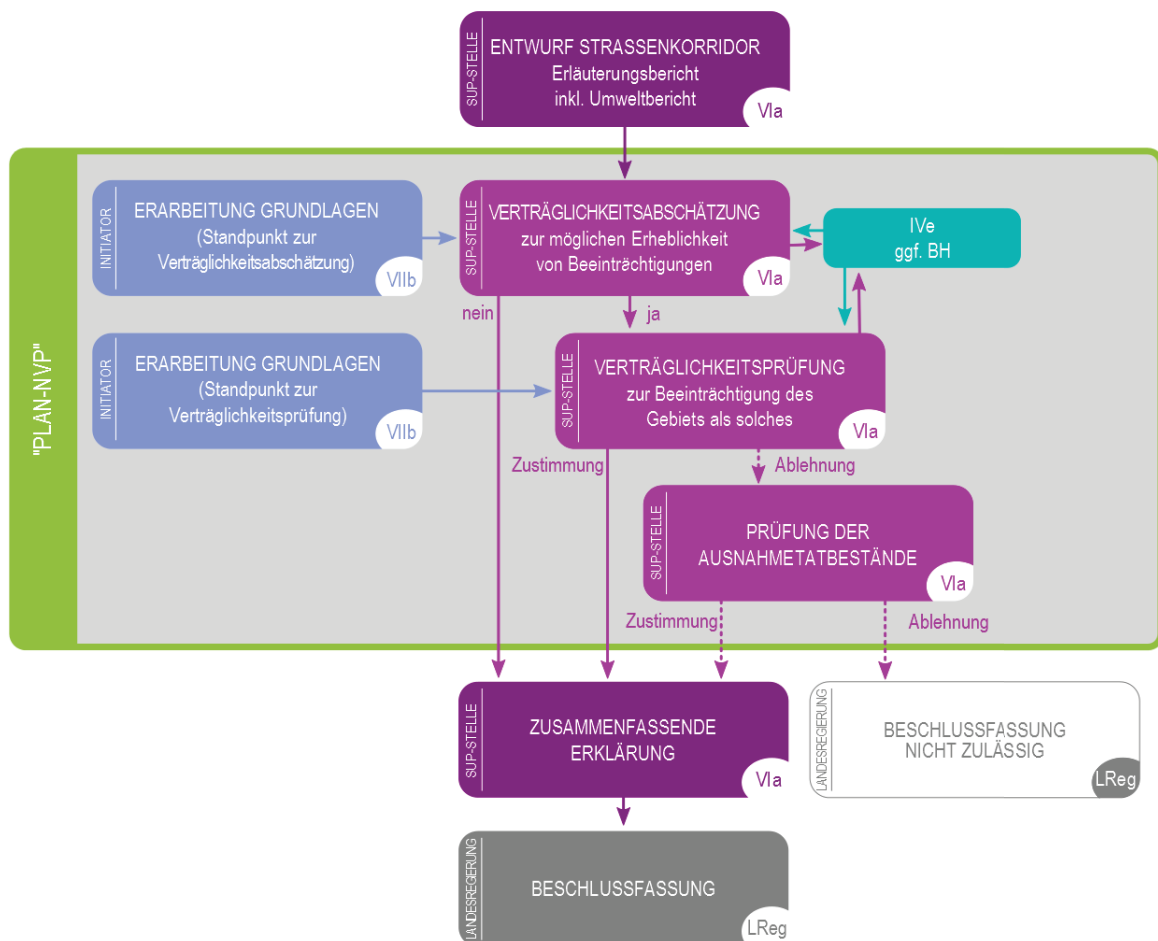 SUP-STELLE
ENTWURF STRASSENKORRIDOR
Erläuterungsbericht
inkl. Umweltbericht
VIa
"PLAN-NVP"
INITIATOR
ERARBEITUNG GRUNDLAGEN
(Standpunkt zur
Verträglichkeitsabschätzung)
VIIb
SUP-STELLE
VERTRÄGLICHKEITSABSCHÄTZUNG
zur möglichen Erheblichkeit
von Beeinträchtigungen
VIa
IVe
ggf. BH
nein
ja
INITIATOR
ERARBEITUNG GRUNDLAGEN
(Standpunkt zur
Verträglichkeitsprüfung)
VIIb
SUP-STELLE
VERTRÄGLICHKEITSPRÜFUNG
zur Beeinträchtigung des
Gebiets als solches
VIa
Zustimmung
Ablehnung
SUP-STELLE
PRÜFUNG DER
AUSNAHMETATBESTÄNDE
VIa
Zustimmung
Ablehnung
SUP-STELLE
ZUSAMMENFASSENDE
ERKLÄRUNG
VIa
LANDESREGIERUNG
BESCHLUSSFASSUNG
NICHT ZULÄSSIG
LReg
LANDESREGIERUNG
BESCHLUSSFASSUNG
LReg